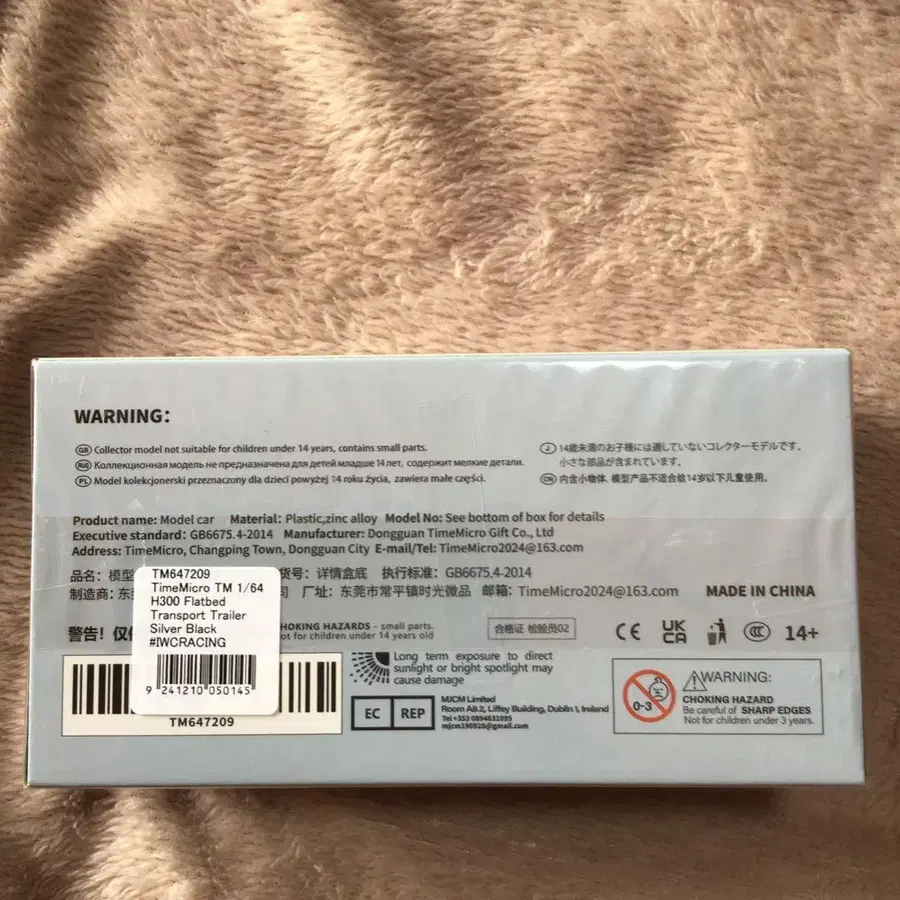 WARNING:
GB Collector model not suitable for children under 14 years, contains small parts.
RUS Коллекционная модель не предназначена для детей младше 14 лет, содержит мелкие детали.
PL Model kolekcjonerski przeznaczony dla dzieci powyżej 14 roku życia, zawiera małe części.
J 14歳未満のお子様には適していないコレクターモデルです。
小さな部品が含まれています。
CN 内含小物体, 模型产品不适合给14岁以下儿童使用。
Product name: Model car Material: Plastic,zinc alloy Model No: See bottom of box for details
Executive standard: GB6675.4-2014 Manufacturer: Dongguan TimeMicro Gift Co., Ltd
Address: TimeMicro, Changping Town, Dongguan City E-mail/Tel: TimeMicro2024@163.com
品名: 模型 货号: 详情盒底 执行标准: GB6675.4-2014
制造商: 东 司 厂址: 东莞市常平镇时光微品 邮箱: TimeMicro2024@163.com MADE IN CHINA
警告! 仅
CHOKING HAZARDS - small parts.
not for children under 14 years old
合格证 检验员02
CE UK CA CCC 14+
TM647209
TimeMicro TM 1/64
H300 Flatbed
Transport Trailer
Silver Black
#IWCRACING
9 241210 050145
TM647209
Long term exposure to direct
sunlight or bright spotlight may
cause damage
EC REP
MJCM Limited
Room A8.2, Liffey Building, Dublin 1, Ireland
Tel +353 0894631095
mjcm190926@gmail.com
0-3
WARNING:
CHOKING HAZARD
Be careful of SHARP EDGES
Not for children under 3 years.